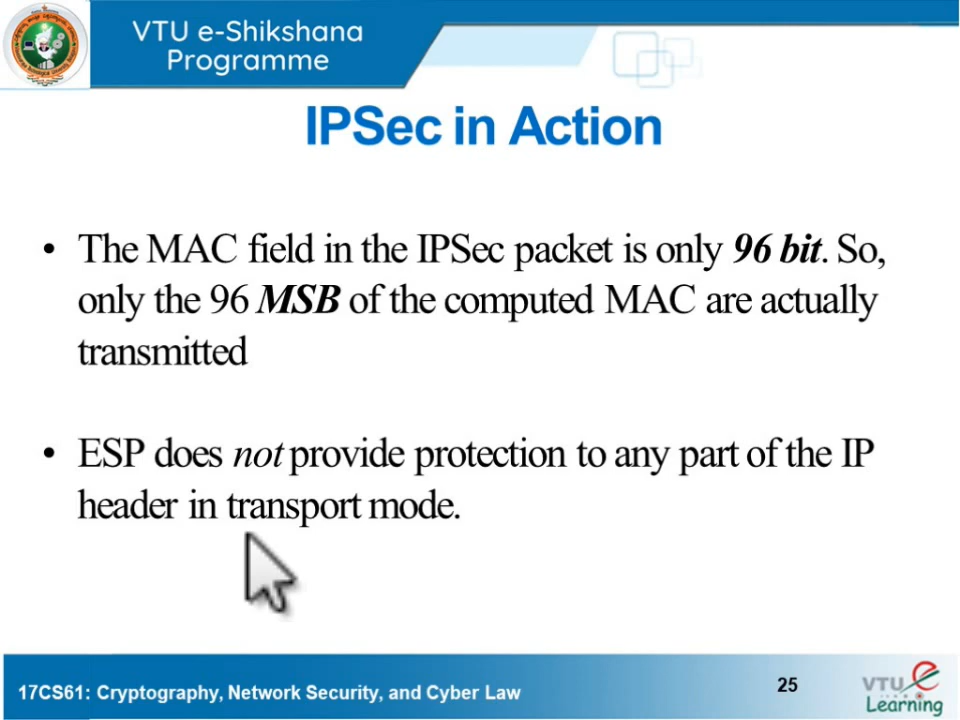 VTU e-Shikshana
Programme
IPSec in Action
• The MAC field in the IPSec packet is only 96 bit. So,
only the 96 MSB of the computed MAC are actually
transmitted
• ESP does not provide protection to any part of the IP
header in transport mode.
17CS61: Cryptography, Network Security, and Cyber Law
25
VTU e
Learning